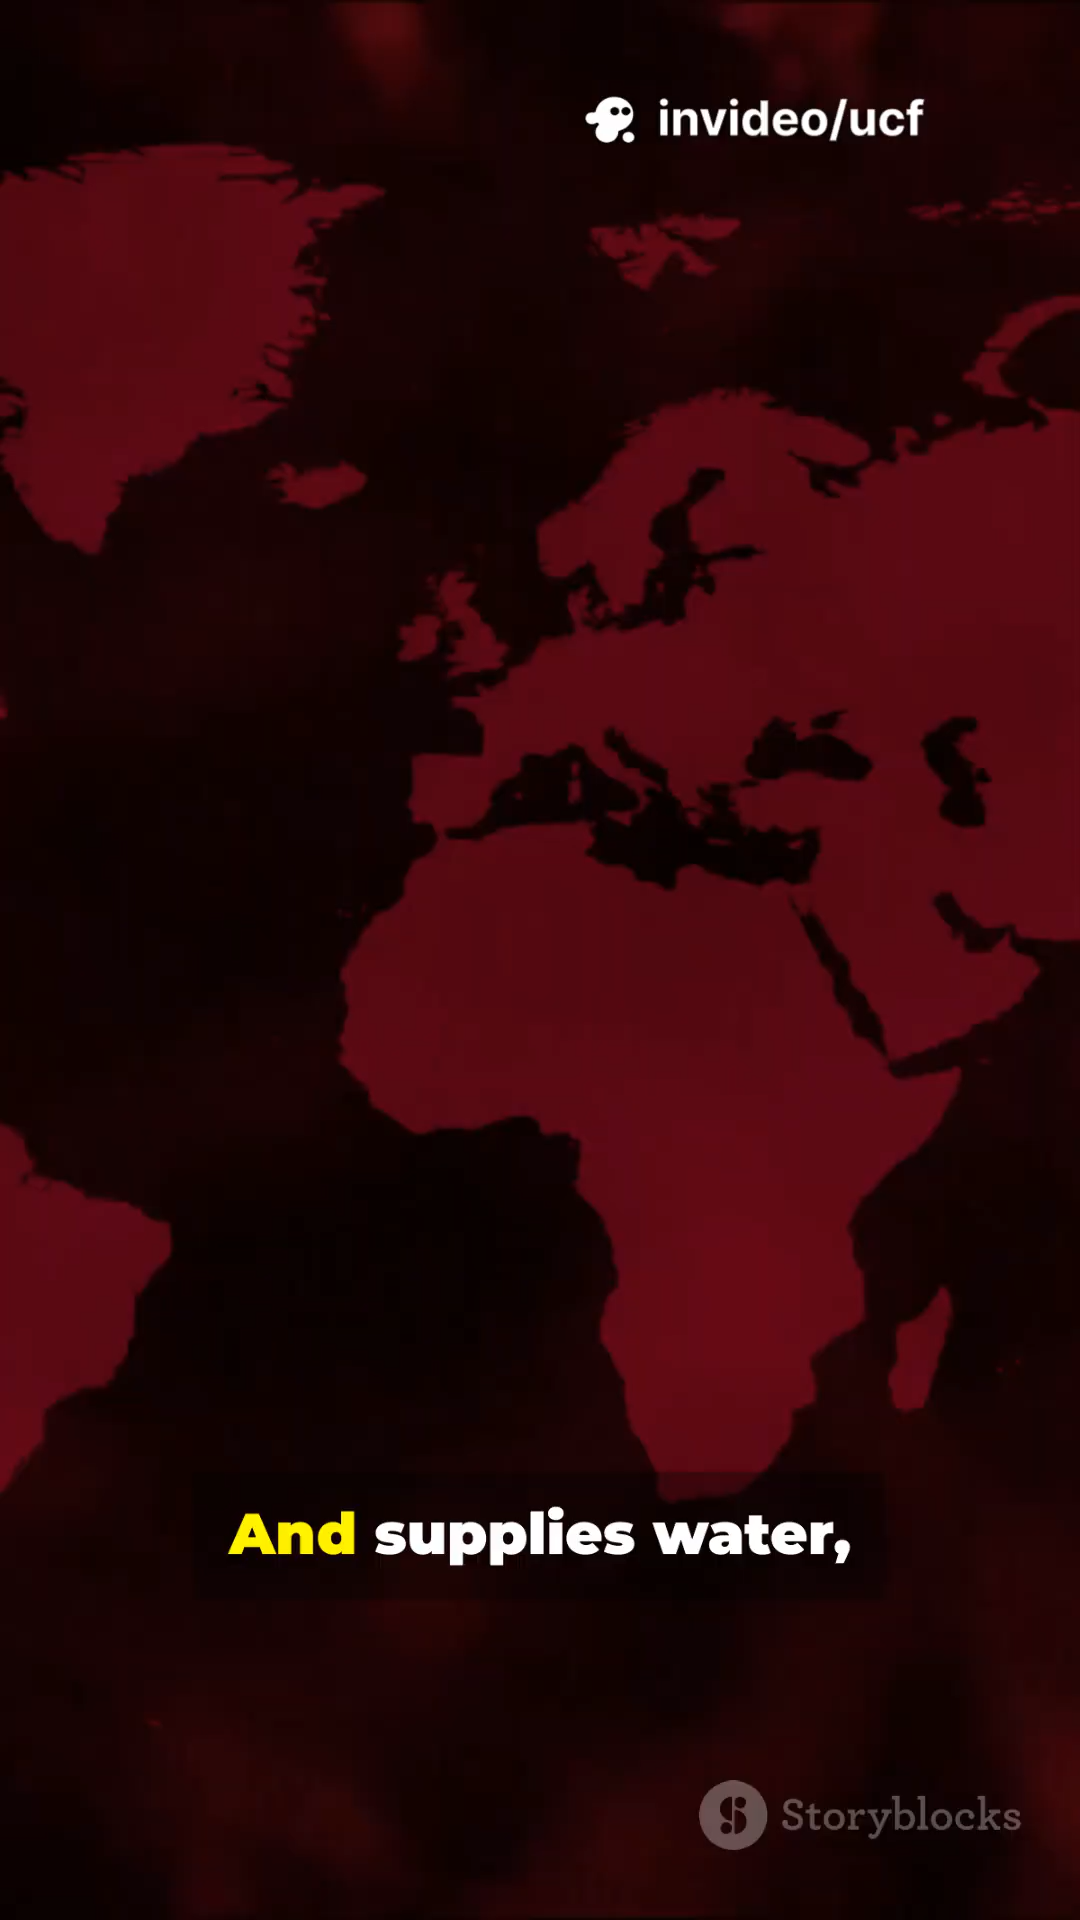 invideo/ucf
And supplies water,
Storyblocks